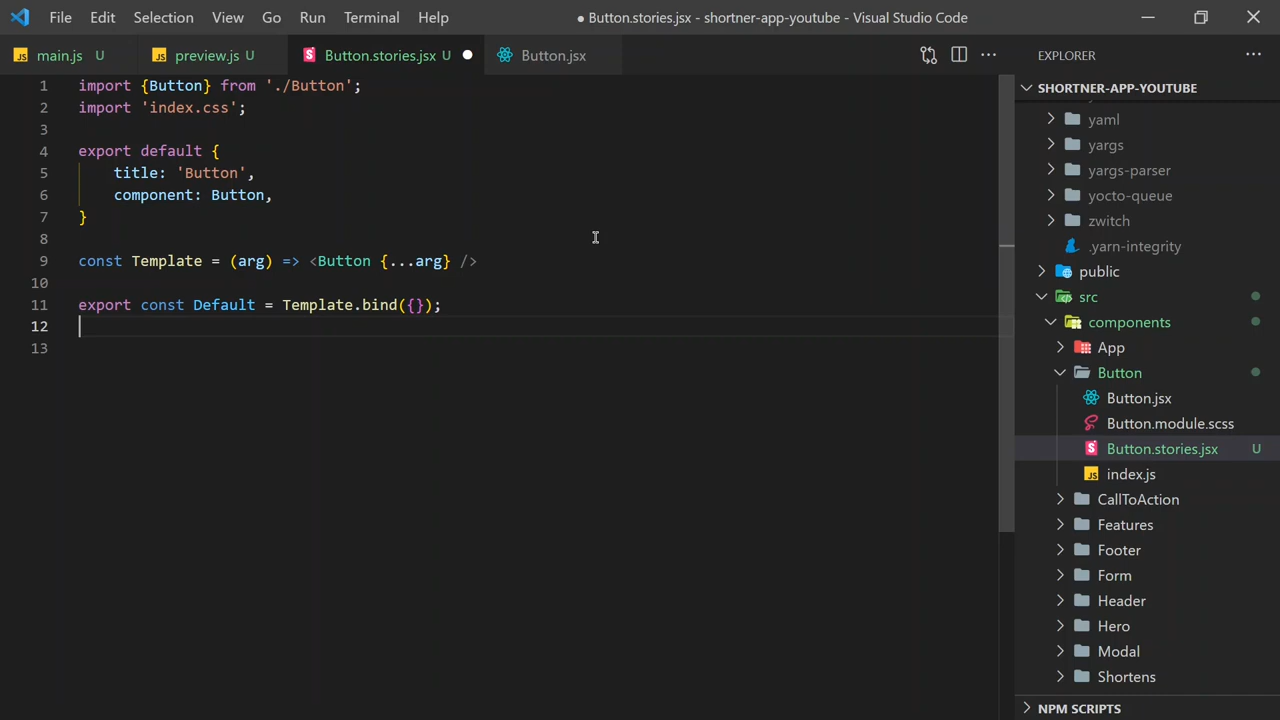 File Edit Selection View Go Run Terminal Help
● Button.stories.jsx - shortner-app-youtube - Visual Studio Code
main.js U
preview.js U
Button.stories.jsx U
Button.jsx
1 import {Button} from './Button';
2 import 'index.css';
3
4 export default {
5 title: 'Button',
6 component: Button,
7 }
8
9 const Template = (arg) => <Button {...arg} />
10
11 export const Default = Template.bind({});
12
13
EXPLORER
SHORTNER-APP-YOUTUBE
yaml
yargs
yargs-parser
yocto-queue
zwitch
.yarn-integrity
public
src
components
App
Button
Button.jsx
Button.module.scss
Button.stories.jsx U
index.js
CallToAction
Features
Footer
Form
Header
Hero
Modal
Shortens
NPM SCRIPTS